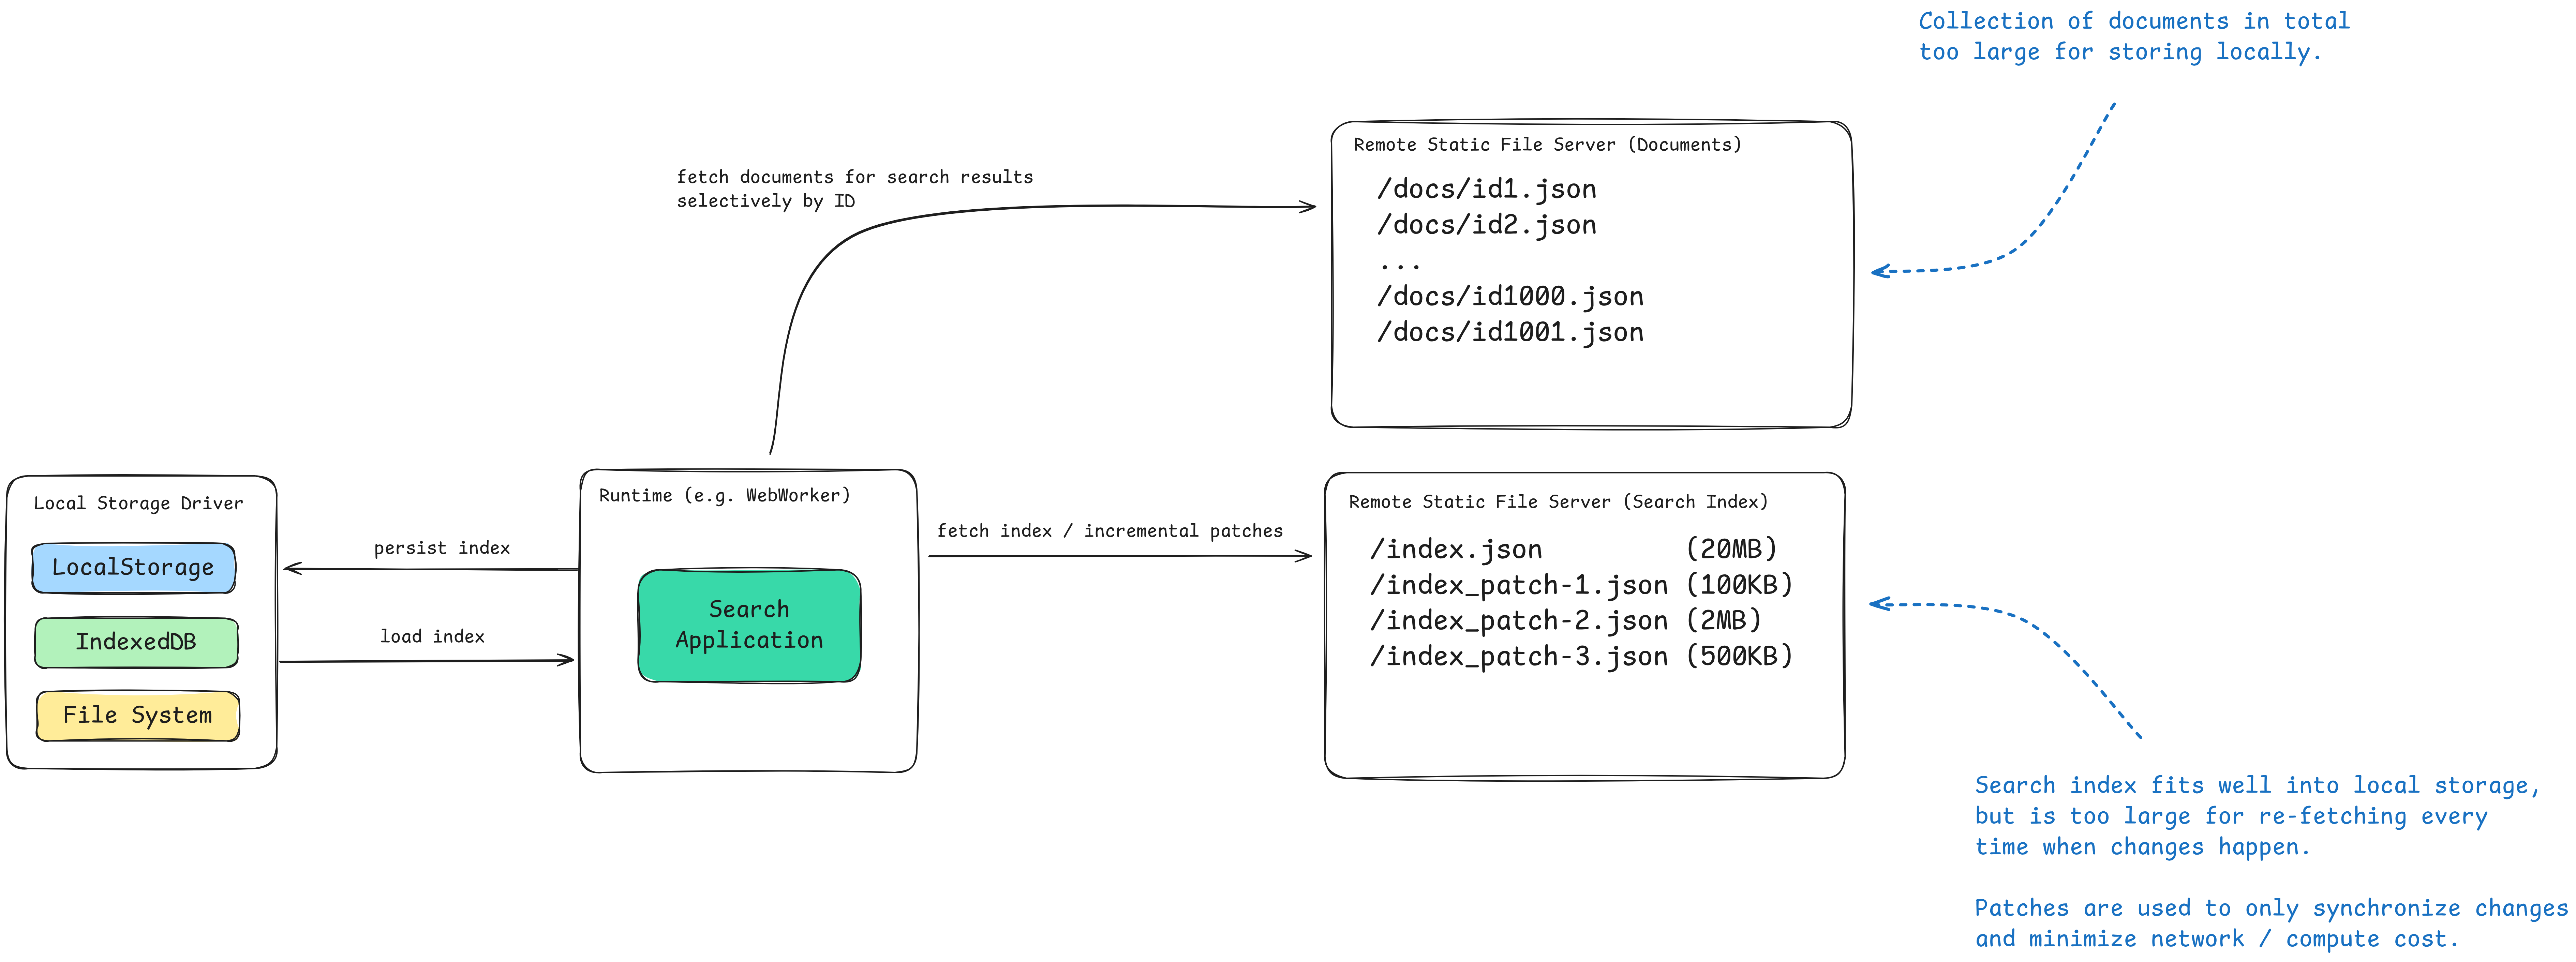 Collection of documents in total
too large for storing locally.
Remote Static File Server (Documents)
/docs/id1.json
/docs/id2.json
...
/docs/id1000.json
/docs/id1001.json
fetch documents for search results
selectively by ID
Local Storage Driver
LocalStorage
IndexedDB
File System
persist index
load index
Runtime (e.g. WebWorker)
Search
Application
fetch index / incremental patches
Remote Static File Server (Search Index)
/index.json (20MB)
/index_patch-1.json (100KB)
/index_patch-2.json (2MB)
/index_patch-3.json (500KB)
Search index fits well into local storage,
but is too large for re-fetching every
time when changes happen.
Patches are used to only synchronize changes
and minimize network / compute cost.